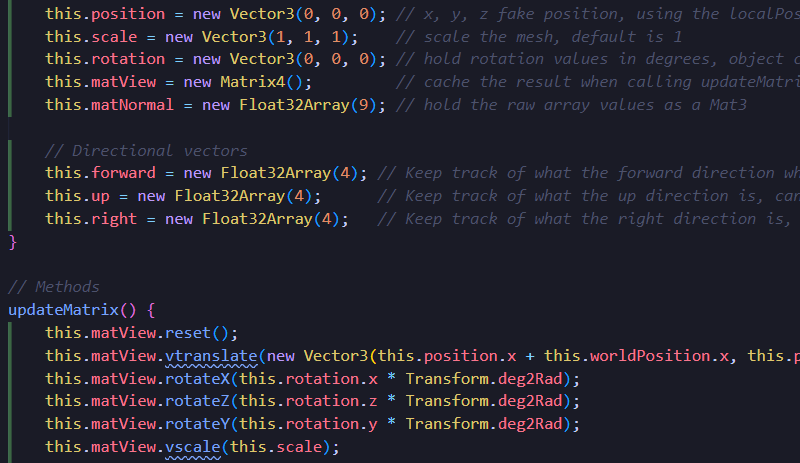 this.position = new Vector3(0, 0, 0); // x, y, z fake position, using the localPos
this.scale = new Vector3(1, 1, 1);    // scale the mesh, default is 1
this.rotation = new Vector3(0, 0, 0); // hold rotation values in degrees, object
this.matView = new Matrix4();         // cache the result when calling updateMatri
this.matNormal = new Float32Array(9); // hold the raw array values as a Mat3
// Directional vectors
this.forward = new Float32Array(4); // Keep track of what the forward direction
this.up = new Float32Array(4);      // Keep track of what the up direction is,
this.right = new Float32Array(4);   // Keep track of what the right direction is,
}
// Methods
updateMatrix() {
this.matView.reset();
this.matView.vtranslate(new Vector3(this.position.x + this.worldPosition.x, this.p
this.matView.rotateX(this.rotation.x * Transform.deg2Rad);
this.matView.rotateZ(this.rotation.z * Transform.deg2Rad);
this.matView.rotateY(this.rotation.y * Transform.deg2Rad);
this.matView.vscale(this.scale);